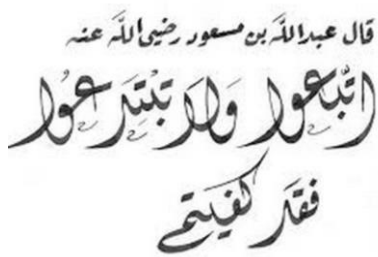 قال عبدالله بن مسعود رضي الله عنه
اتبعوا ولا تبتدعوا
فقد كفيتم